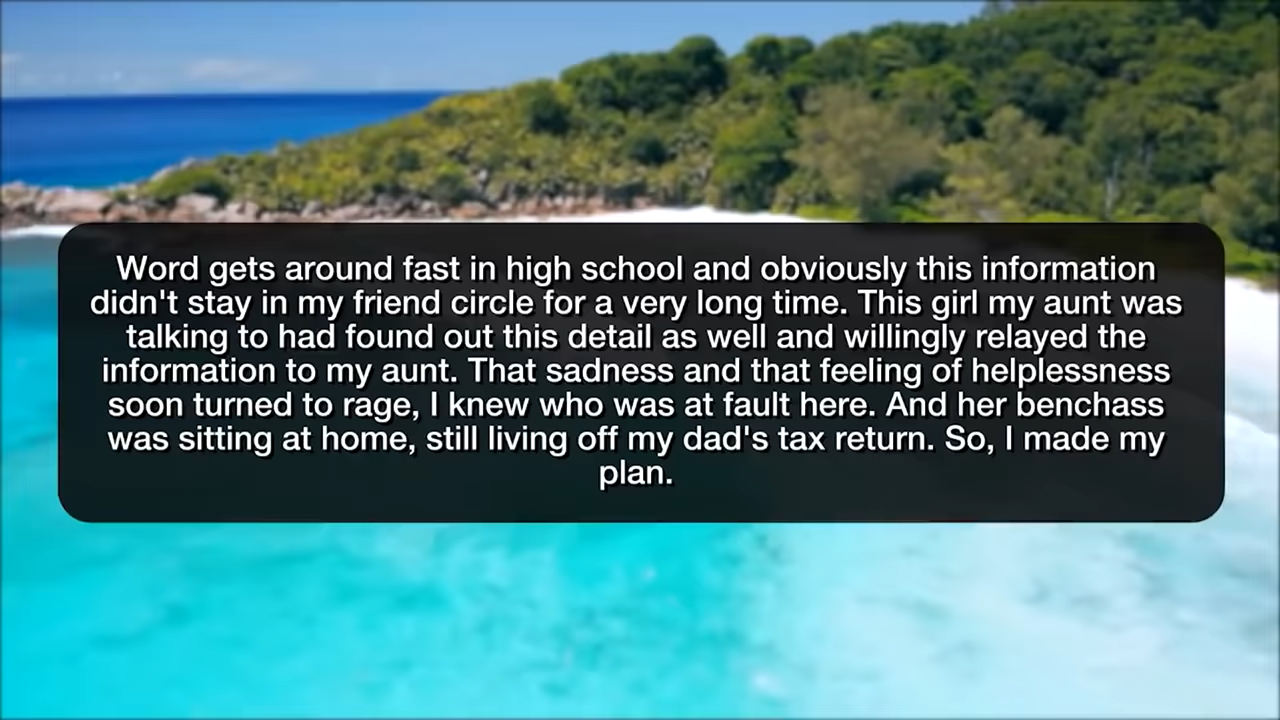 Word gets around fast in high school and obviously this information
didn't stay in my friend circle for a very long time. This girl my aunt was
talking to had found out this detail as well and willingly relayed the
information to my aunt. That sadness and that feeling of helplessness
soon turned to rage, I knew who was at fault here. And her benchass
was sitting at home, still living off my dad's tax return. So, I made my
plan.